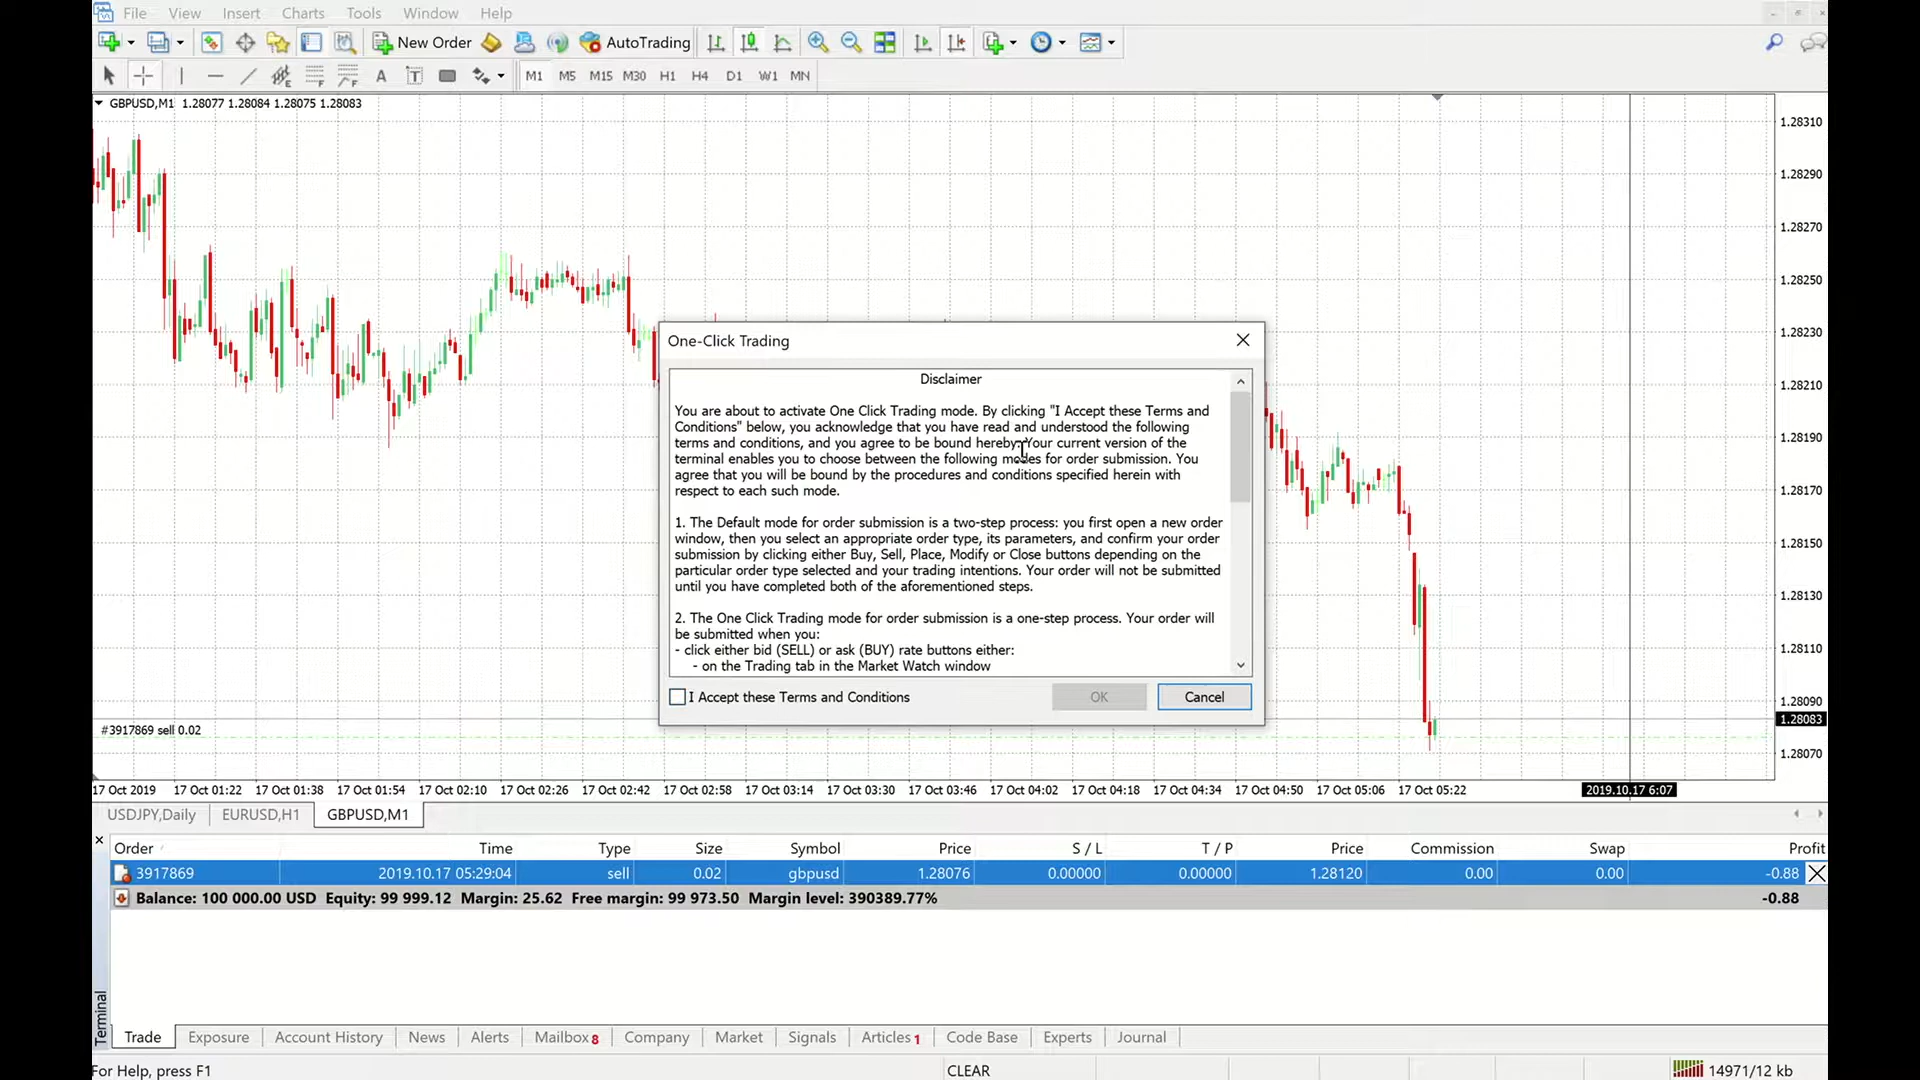 File View Insert Charts Tools Window Help
New Order AutoTrading
A T M1 M5 M15 M30 H1 H4 D1 W1 MN
GBPUSD,M1 1.28077 1.28084 1.28075 1.28083
1.28310
1.28290
1.28270
1.28250
1.28230
1.28210
1.28190
1.28170
1.28150
1.28130
1.28110
1.28090
1.28083
1.28070
One-Click Trading
Disclaimer
You are about to activate One Click Trading mode. By clicking "I Accept these Terms and
Conditions" below, you acknowledge that you have read and understood the following
terms and conditions, and you agree to be bound hereby. Your current version of the
terminal enables you to choose between the following modes for order submission. You
agree that you will be bound by the procedures and conditions specified herein with
respect to each such mode.
1. The Default mode for order submission is a two-step process: you first open a new order
window, then you select an appropriate order type, its parameters, and confirm your order
submission by clicking either Buy, Sell, Place, Modify or Close buttons depending on the
particular order type selected and your trading intentions. Your order will not be submitted
until you have completed both of the aforementioned steps.
2. The One Click Trading mode for order submission is a one-step process. Your order will
be submitted when you:
- click either bid (SELL) or ask (BUY) rate buttons either:
- on the Trading tab in the Market Watch window
I Accept these Terms and Conditions OK Cancel
#3917869 sell 0.02
17 Oct 2019 17 Oct 01:22 17 Oct 01:38 17 Oct 01:54 17 Oct 02:10 17 Oct 02:26 17 Oct 02:42 17 Oct 02:58 17 Oct 03:14 17 Oct 03:30 17 Oct 03:46 17 Oct 04:02 17 Oct 04:18 17 Oct 04:34 17 Oct 04:50 17 Oct 05:06 17 Oct 05:22 2019.10.17 6:07
USDJPY,Daily EURUSD,H1 GBPUSD,M1
Order Time Type Size Symbol Price S / L T / P Price Commission Swap Profit
3917869 2019.10.17 05:29:04 sell 0.02 gbpusd 1.28076 0.00000 0.00000 1.28120 0.00 0.00 -0.88
Balance: 100 000.00 USD Equity: 99 999.12 Margin: 25.62 Free margin: 99 973.50 Margin level: 390389.77% -0.88
Terminal
Trade Exposure Account History News Alerts Mailbox 8 Company Market Signals Articles 1 Code Base Experts Journal
For Help, press F1 CLEAR 14971/12 kb